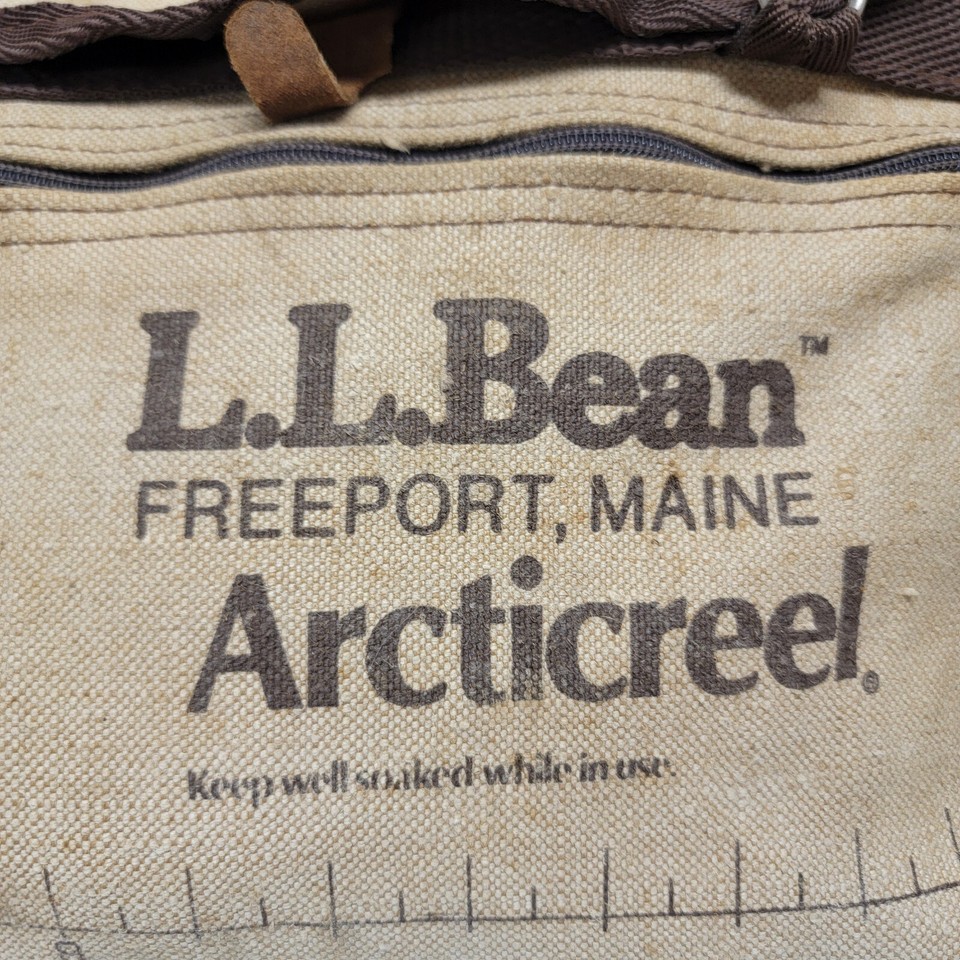 L.L.Bean™
FREEPORT, MAINE
Arcticreel®
Keep well soaked while in use.